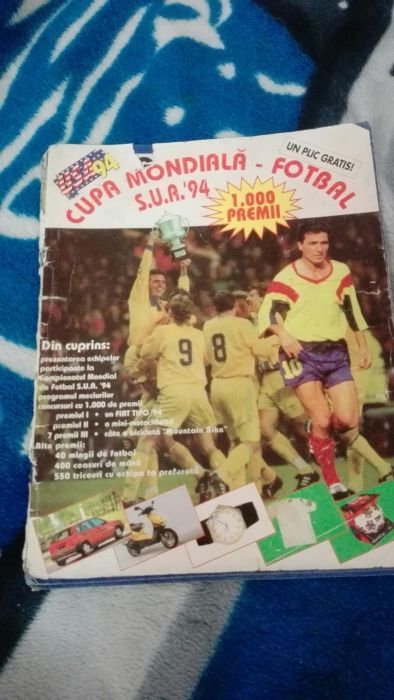 USA 94
UN PLIC GRATIS!
CUPA MONDIALĂ - FOTBAL
S.U.A.'94
1.000
PREMII
Din cuprins:
prezentarea echipelor
participante la
Campionatul Mondial
de Fotbal S.U.A. '94
programul meciurilor
concursuri cu 1.000 de premii
premiul I • un FIAT TIPO '94
premiul II • o mini-motocicletă
7 premii III • câte o bicicletă "Mountain Bike"
Alte premii:
40 mingii de fotbal
400 ceasuri de mână
550 tricouri cu echipa ta preferată
9
8
10